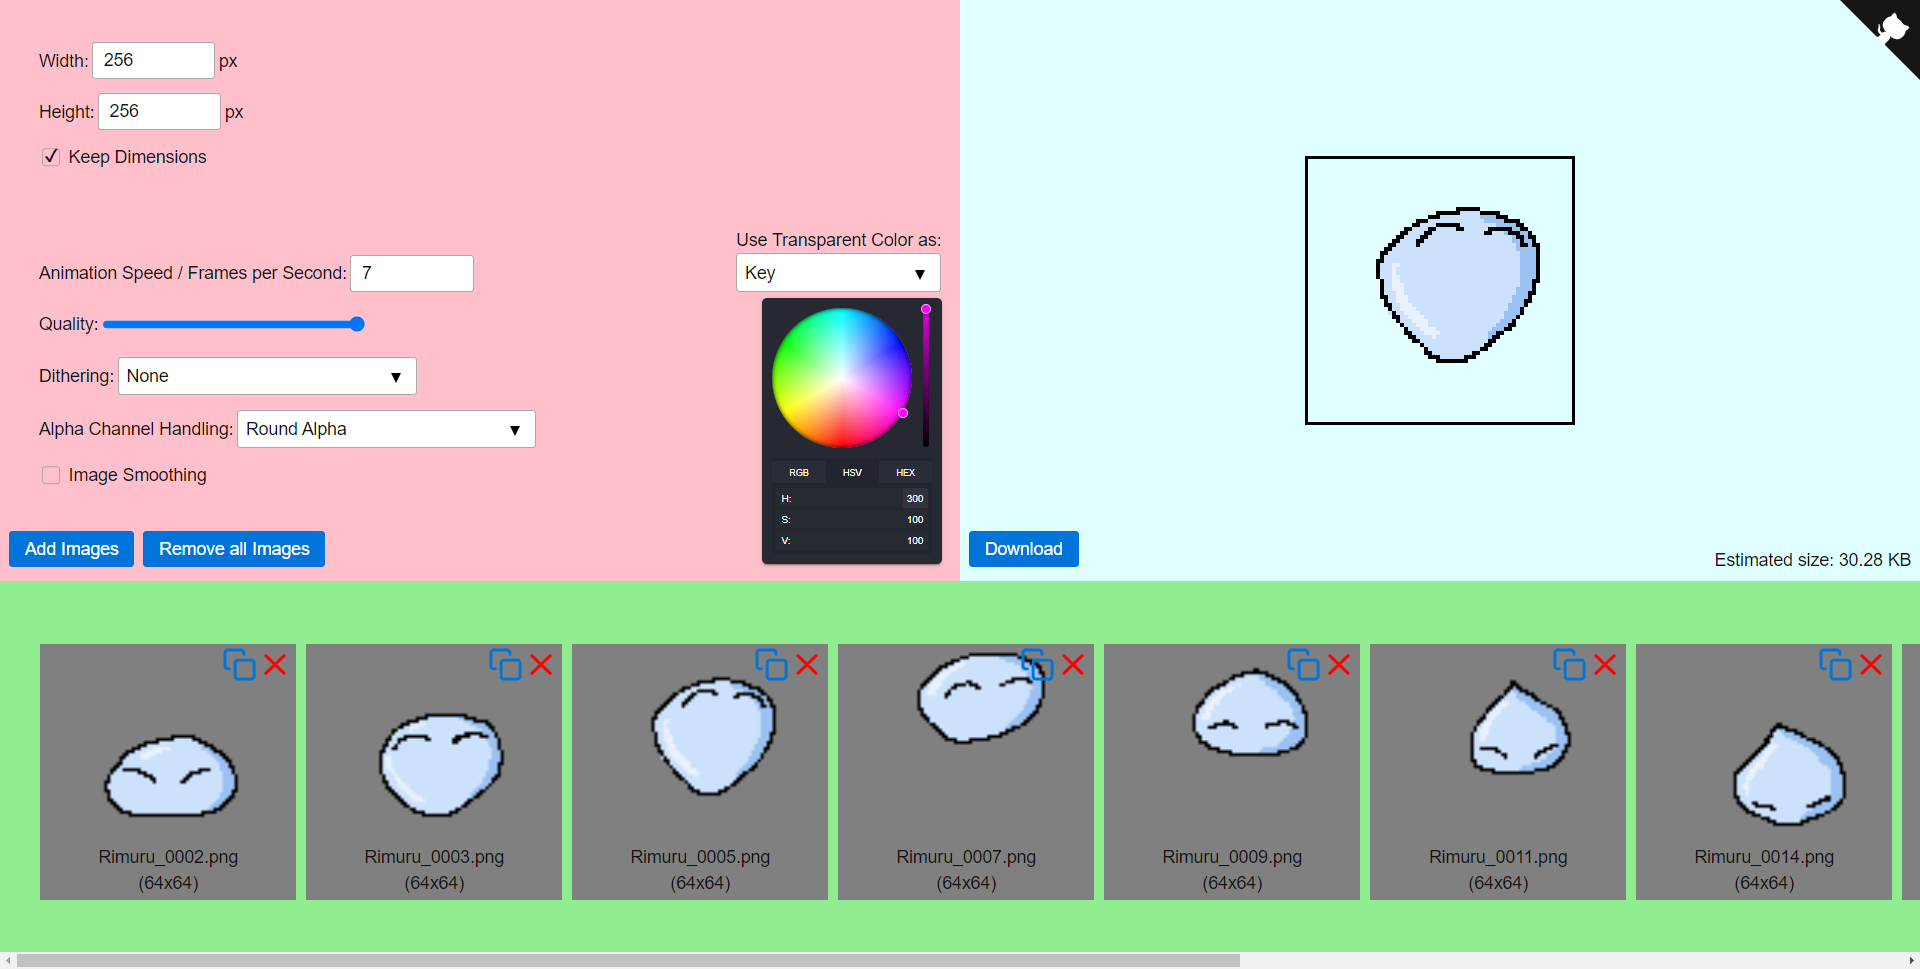 Width: 256 px
Height: 256 px
Keep Dimensions
Use Transparent Color as:
Key
Animation Speed / Frames per Second: 7
Quality:
Dithering: None
Alpha Channel Handling: Round Alpha
Image Smoothing
RGB HSV HEX
H: 300
S: 100
V: 100
Add Images Remove all Images
Download
Estimated size: 30.28 KB
Rimuru_0002.png
(64x64)
Rimuru_0003.png
(64x64)
Rimuru_0005.png
(64x64)
Rimuru_0007.png
(64x64)
Rimuru_0009.png
(64x64)
Rimuru_0011.png
(64x64)
Rimuru_0014.png
(64x64)